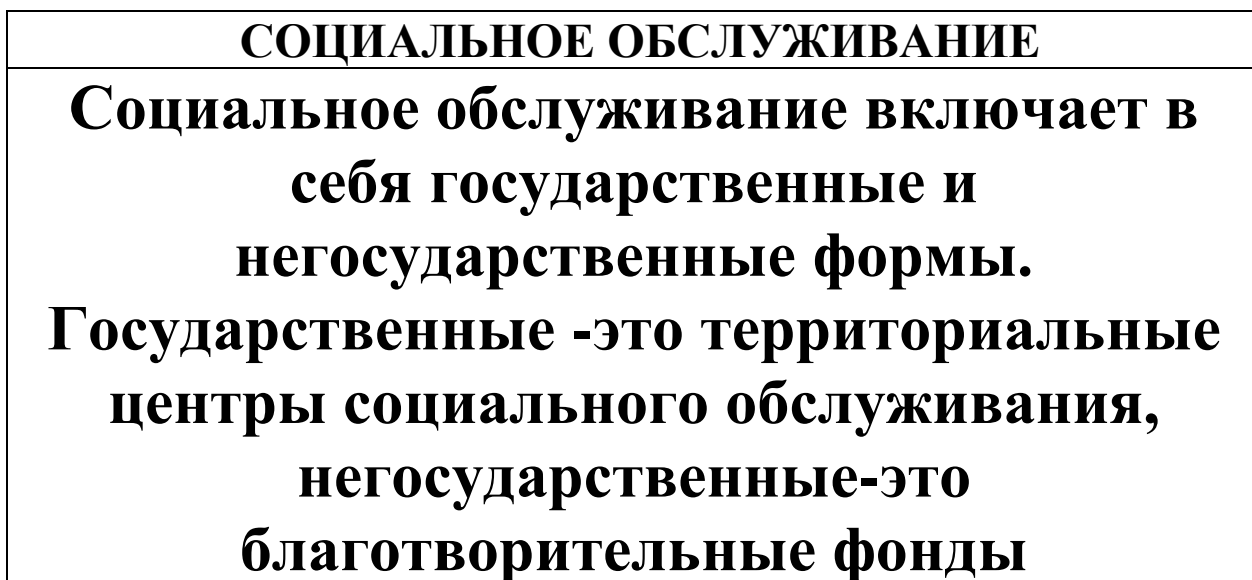 СОЦИАЛЬНОЕ ОБСЛУЖИВАНИЕ
Социальное обслуживание включает в
себя государственные и
негосударственные формы.
Государственные -это территориальные
центры социального обслуживания,
негосударственные-это
благотворительные фонды